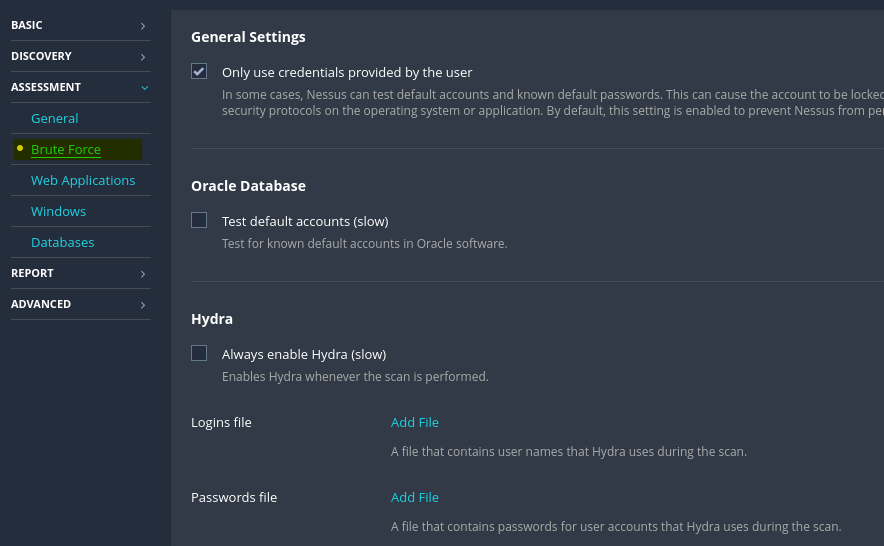 BASIC
DISCOVERY
ASSESSMENT
General
Brute Force
Web Applications
Windows
Databases
REPORT
ADVANCED
General Settings
Only use credentials provided by the user
In some cases, Nessus can test default accounts and known default passwords. This can cause the account to be locked
security protocols on the operating system or application. By default, this setting is enabled to prevent Nessus from
Oracle Database
Test default accounts (slow)
Test for known default accounts in Oracle software.
Hydra
Always enable Hydra (slow)
Enables Hydra whenever the scan is performed.
Logins file
Add File
A file that contains user names that Hydra uses during the scan.
Passwords file
Add File
A file that contains passwords for user accounts that Hydra uses during the scan.